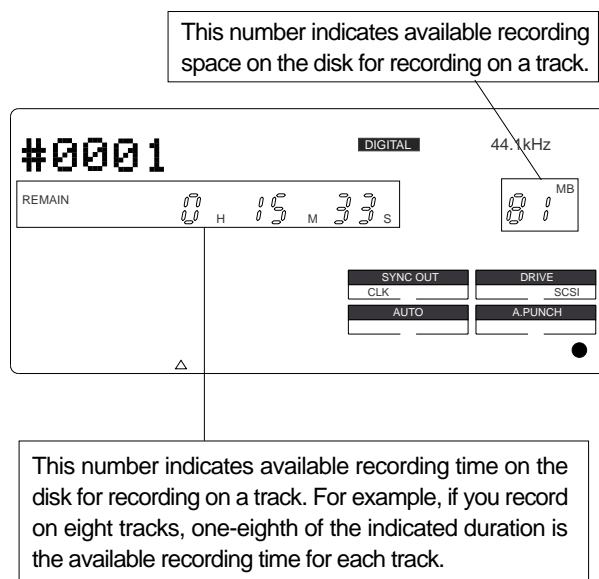 This number indicates available recording
space on the disk for recording on a track.
#0001 DIGITAL 44.1kHz
REMAIN 0 H 15 M 33 S 81 MB
SYNC OUT DRIVE
CLK SCSI
AUTO A.PUNCH
This number indicates available recording time on the
disk for recording on a track. For example, if you record
on eight tracks, one-eighth of the indicated duration is
the available recording time for each track.